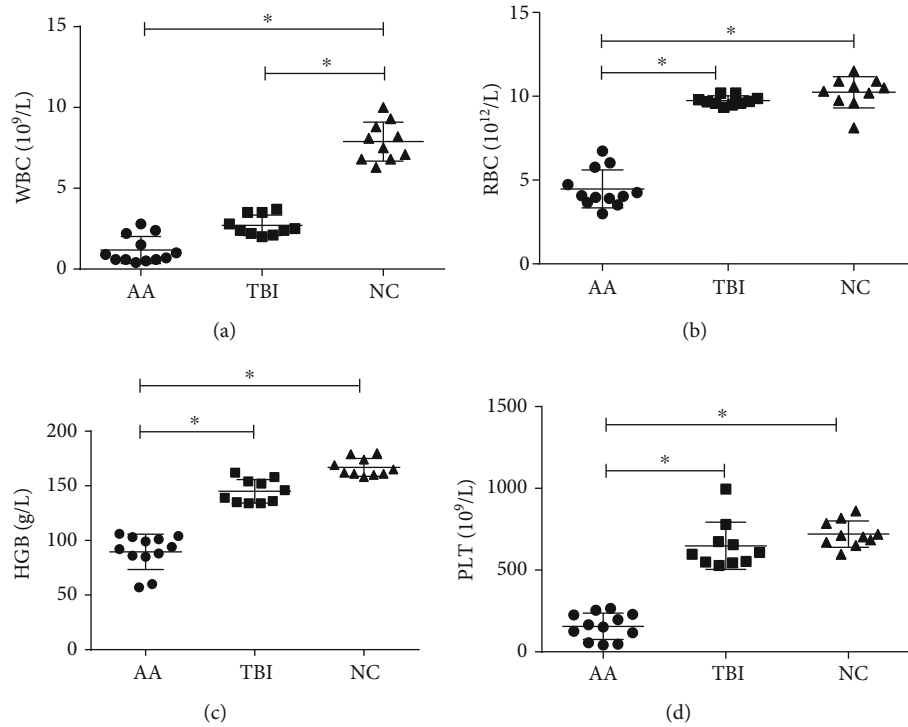 * *
WBC (10⁹/L)
15
10
5
0
AA TBI NC
(a)
* *
RBC (10¹²/L)
15
10
5
0
AA TBI NC
(b)
* *
HGB (g/L)
200
150
100
50
0
AA TBI NC
(c)
* *
PLT (10⁹/L)
1500
1000
500
0
AA TBI NC
(d)